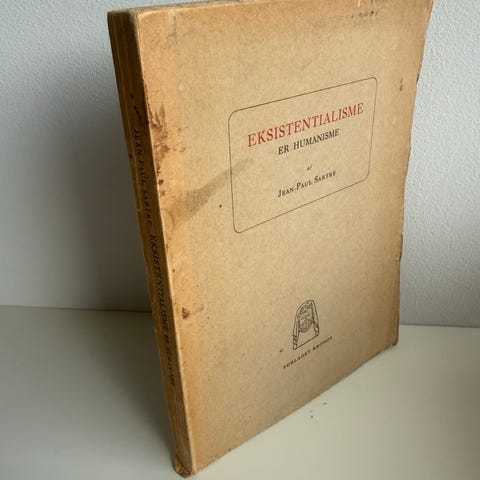 EKSISTENTIALISME
ER HUMANISME
af
JEAN-PAUL SARTRE
FORLAGET KRONOS
JEAN-PAUL SARTRE EKSISTENTIALISME ER HUMANISME